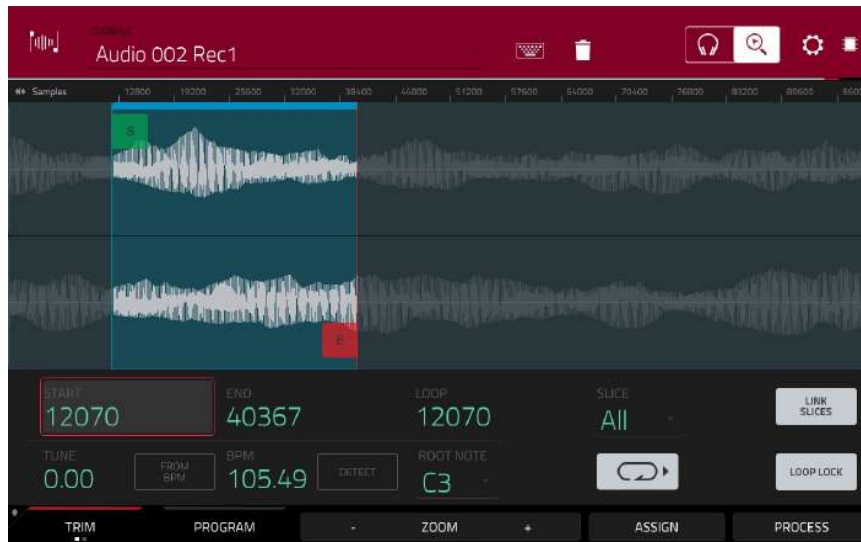 SAMPLE
Audio 002 Rec1
Samples 12800 19200 25600 32000 38400 44800 51200 57600 64000 70400 76800 83200 89600
S
E
START END LOOP SLICE
12070 40367 12070 All
LINK SLICES
TUNE BPM ROOT NOTE
0.00 FROM BPM 105.49 DETECT C3
LOOP LOCK
TRIM PROGRAM - ZOOM + ASSIGN PROCESS